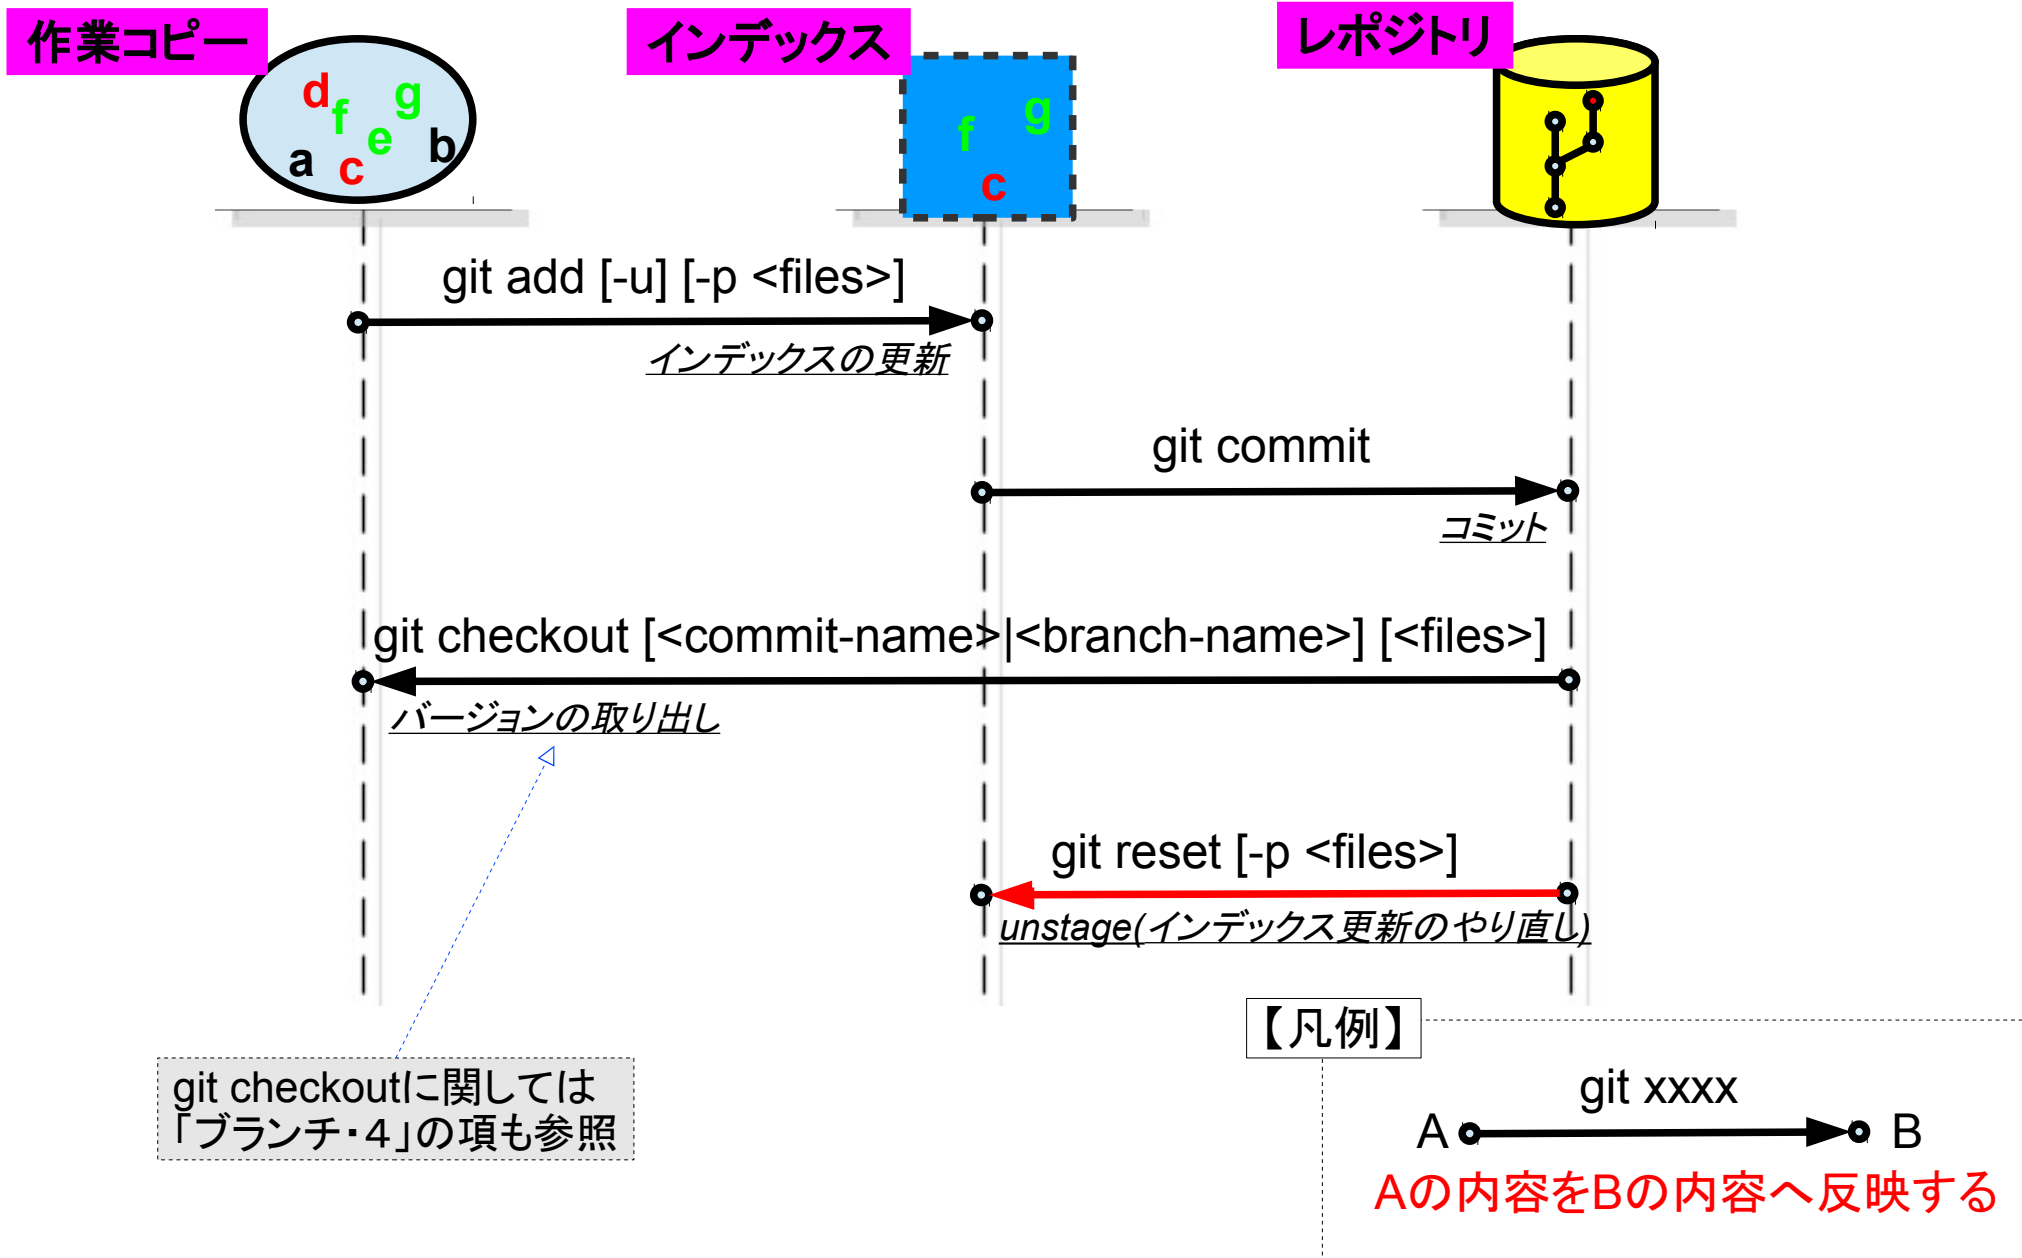 作業コピー
インデックス
レポジトリ
d
f
g
e
b
a
c
f
g
c
git add [-u] [-p <files>]
インデックスの更新
git commit
コミット
git checkout [<commit-name>|<branch-name>] [<files>]
バージョンの取り出し
git reset [-p <files>]
unstage(インデックス更新のやり直し)
【凡例】
git checkoutに関しては
「ブランチ・４」の項も参照
git xxxx
A
B
Aの内容をBの内容へ反映する